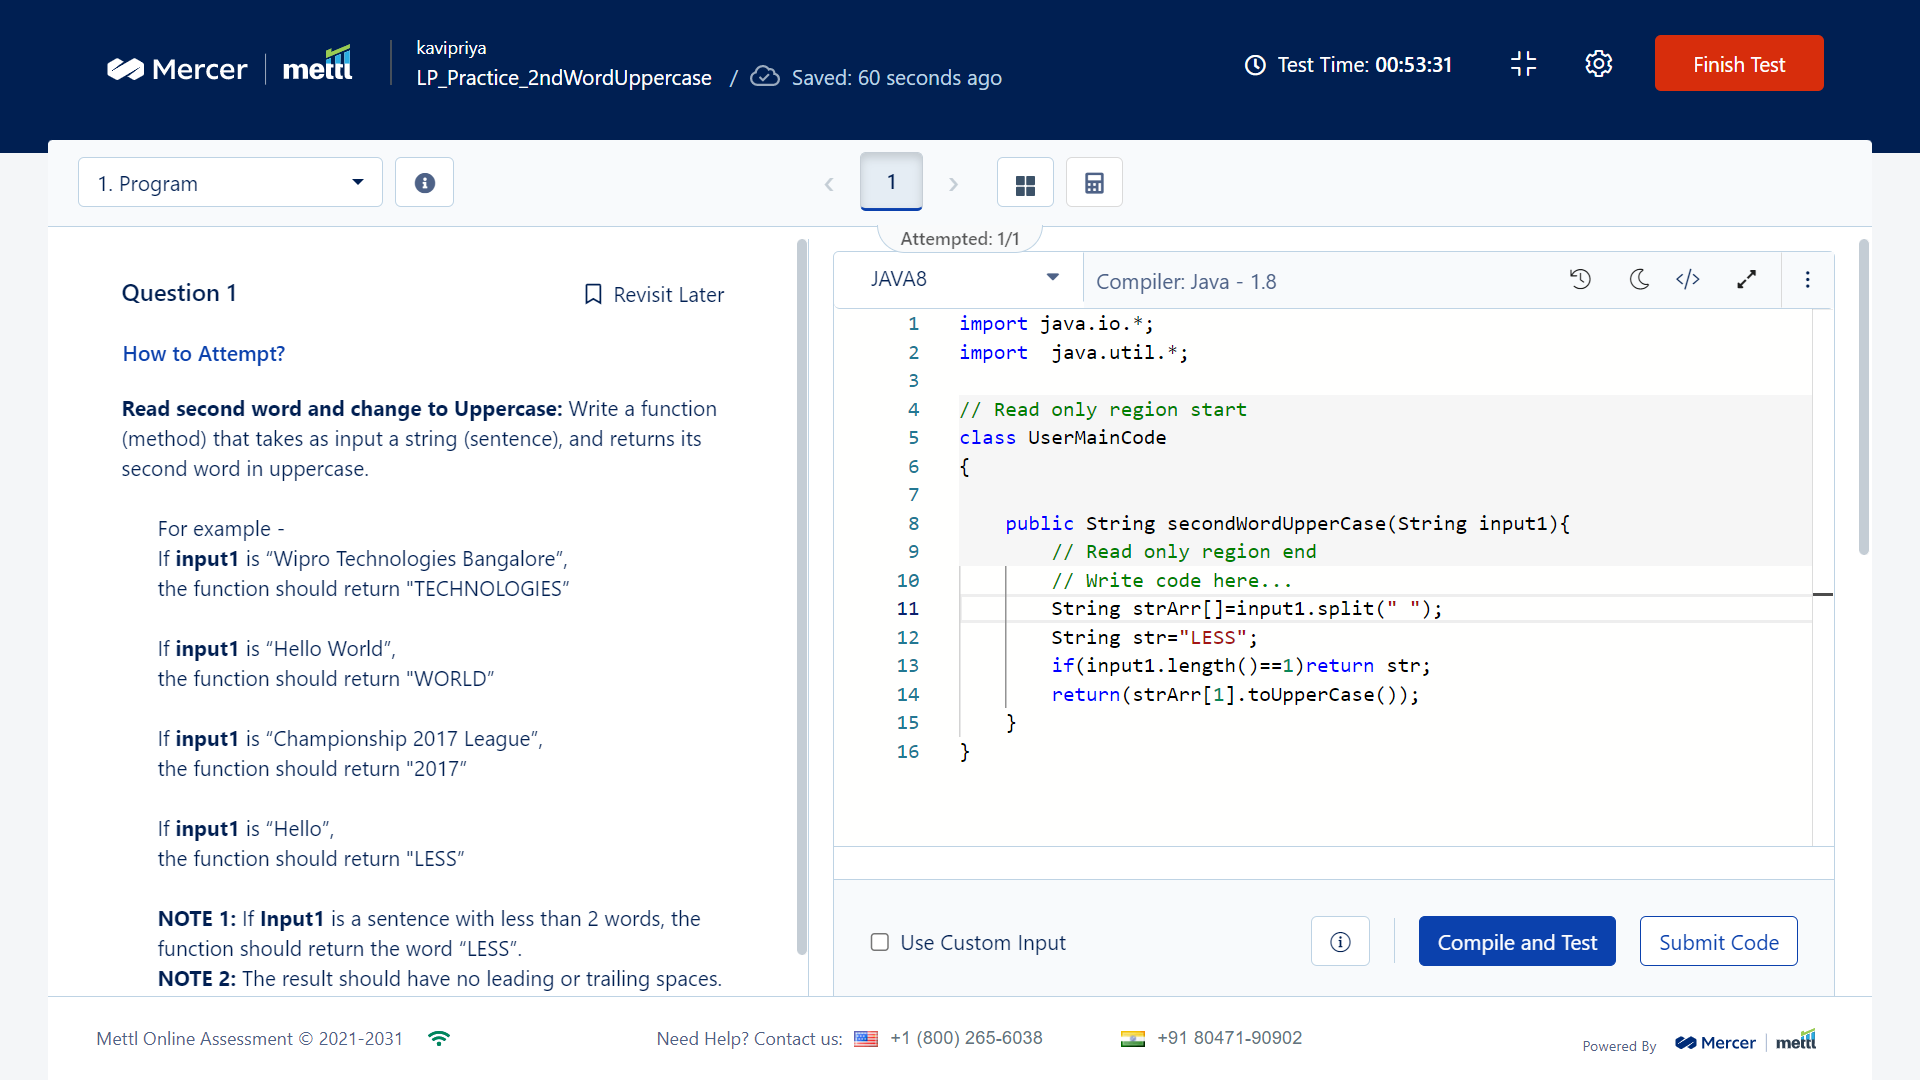 Mercer | mettl
kavipriya
LP_Practice_2ndWordUppercase / Saved: 60 seconds ago
Test Time: 00:53:31
Finish Test
1. Program
1
Attempted: 1/1
Question 1
Revisit Later
How to Attempt?
Read second word and change to Uppercase: Write a function
(method) that takes as input a string (sentence), and returns its
second word in uppercase.
For example -
If input1 is “Wipro Technologies Bangalore”,
the function should return "TECHNOLOGIES”
If input1 is “Hello World”,
the function should return "WORLD”
If input1 is “Championship 2017 League”,
the function should return "2017”
If input1 is “Hello”,
the function should return "LESS”
NOTE 1: If Input1 is a sentence with less than 2 words, the
function should return the word “LESS”.
NOTE 2: The result should have no leading or trailing spaces.
JAVA8
Compiler: Java - 1.8
1 import java.io.*;
2 import  java.util.*;
3
4 // Read only region start
5 class UserMainCode
6 {
7
8     public String secondWordUpperCase(String input1){
9         // Read only region end
10         // Write code here...
11         String strArr[]=input1.split(" ");
12         String str="LESS";
13         if(input1.length()==1)return str;
14         return(strArr[1].toUpperCase());
15     }
16 }
Use Custom Input
Compile and Test
Submit Code
Mettl Online Assessment © 2021-2031
Need Help? Contact us: +1 (800) 265-6038
+91 80471-90902
Powered By Mercer | mettl